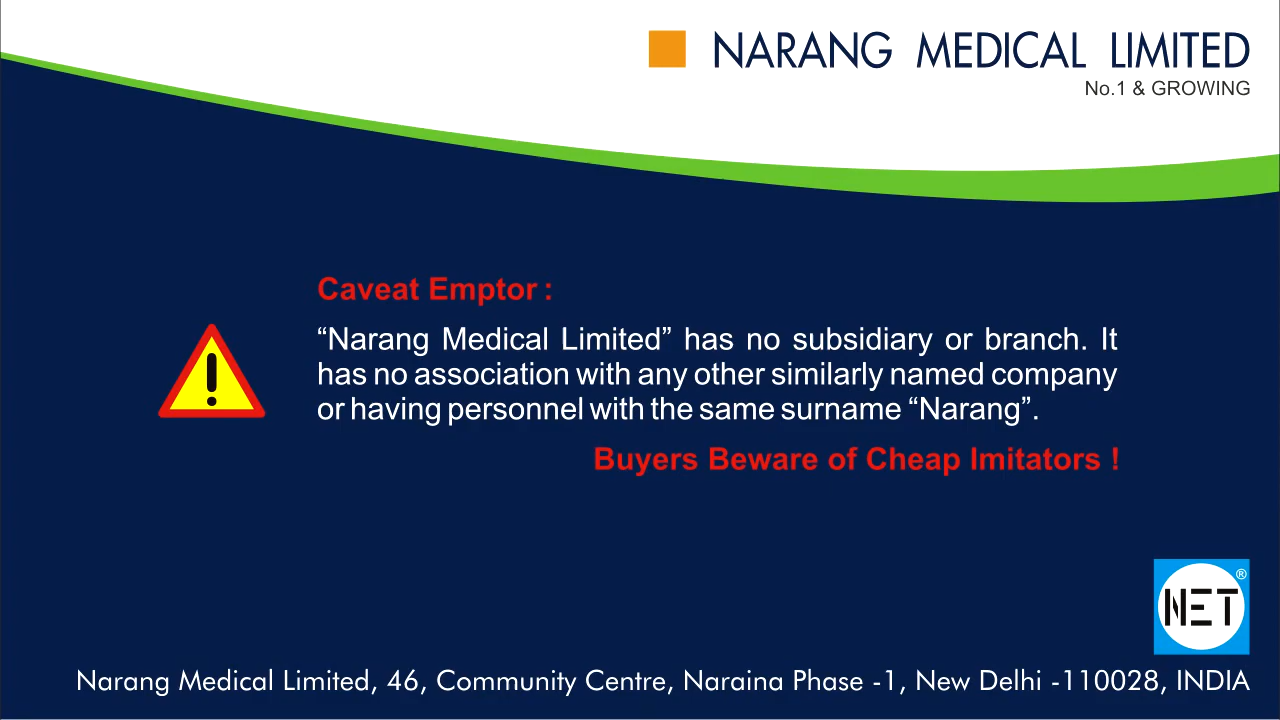 NARANG MEDICAL LIMITED
No.1 & GROWING
Caveat Emptor :
“Narang Medical Limited” has no subsidiary or branch. It
has no association with any other similarly named company
or having personnel with the same surname “Narang”.
Buyers Beware of Cheap Imitators !
NET®
Narang Medical Limited, 46, Community Centre, Naraina Phase -1, New Delhi -110028, INDIA